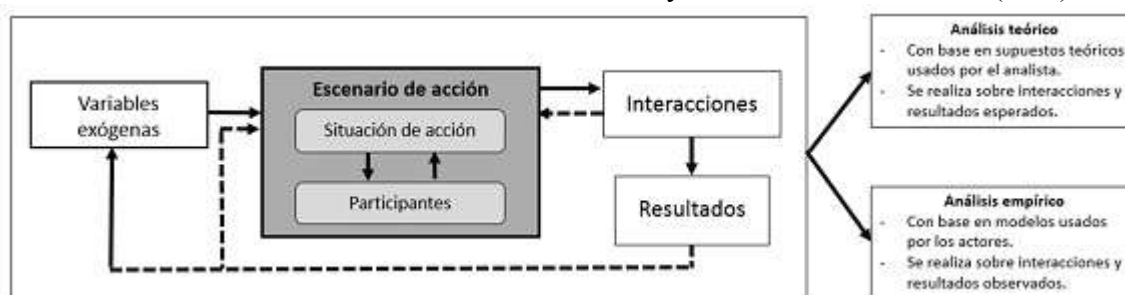 Variables
exógenas
Escenario de acción
Situación de acción
Participantes
Interacciones
Resultados
Análisis teórico
- Con base en supuestos teóricos
usados por el analista.
- Se realiza sobre interacciones y
resultados esperados.
Análisis empírico
- Con base en modelos usados
por los actores.
- Se realiza sobre interacciones y
resultados observados.